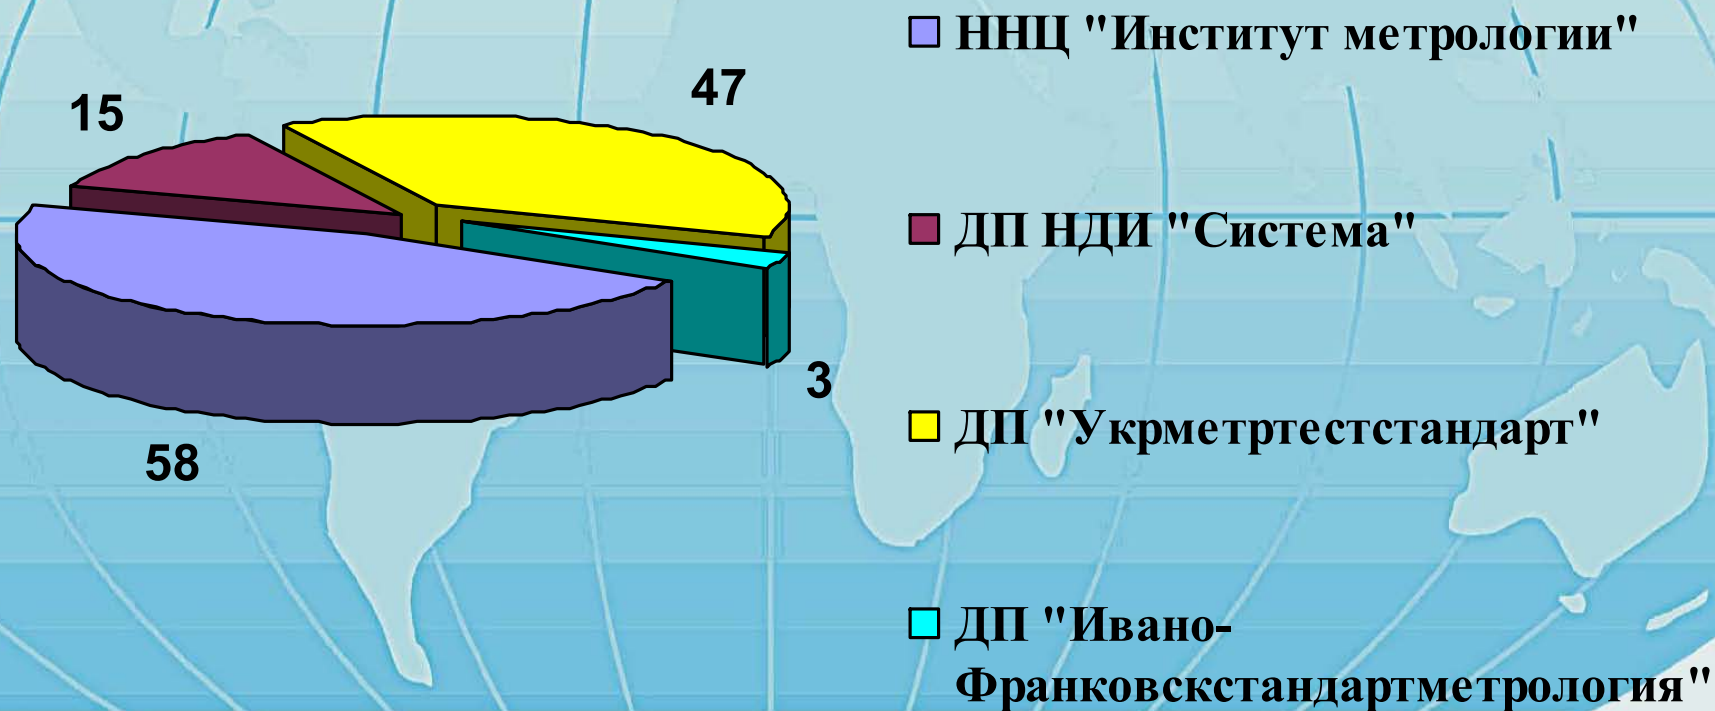 15
47
3
58
ННЦ "Институт метрологии"
ДП НДИ "Система"
ДП "Укрметртестстандарт"
ДП "Ивано-
Франковскстандартметрология"